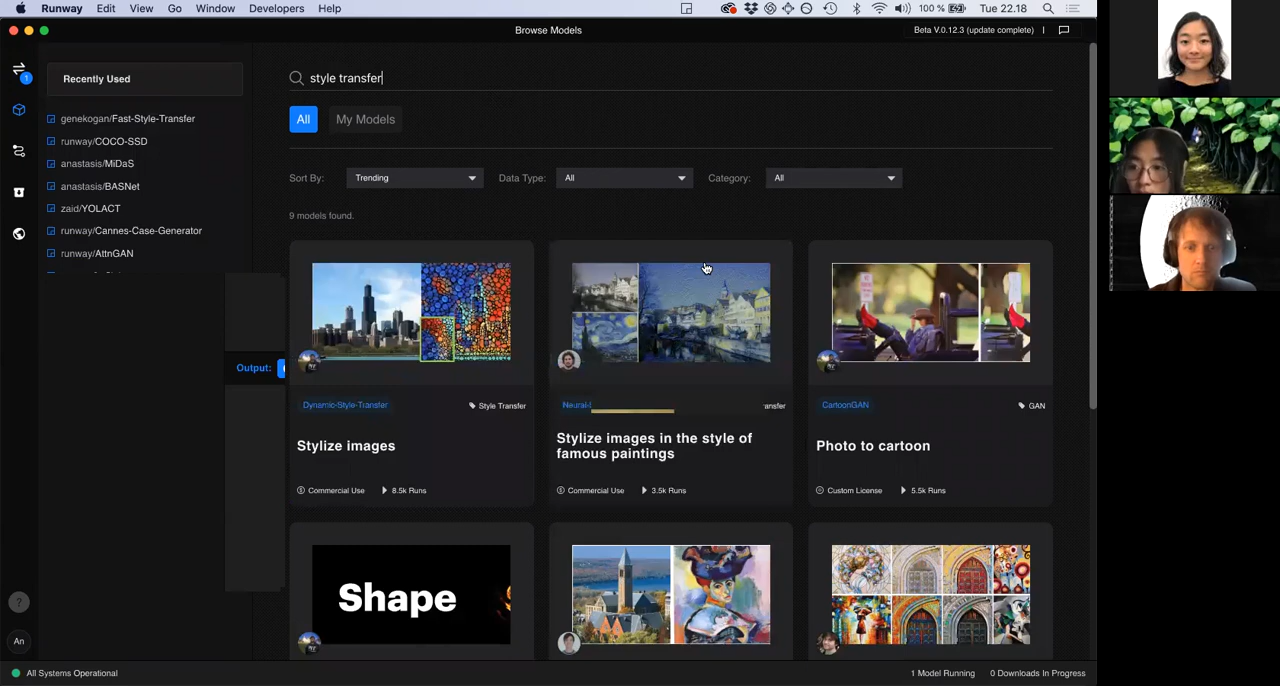 Runway Edit View Go Window Developers Help
100 % Tue 22.18
Browse Models
Beta V.0.12.3 (update complete)
1
Recently Used
style transfer
All My Models
genekogan/Fast-Style-Transfer
runway/COCO-SSD
anastasis/MiDaS
anastasis/BASNet
zaid/YOLACT
runway/Cannes-Case-Generator
runway/AttnGAN
Sort By: Trending Data Type: All Category: All
9 models found.
Output:
Dynamic-Style-Transfer Style Transfer
Stylize images
Commercial Use 8.5k Runs
Neural-
ansfer
Stylize images in the style of
famous paintings
Commercial Use 3.5k Runs
CartoonGAN GAN
Photo to cartoon
Custom License 5.5k Runs
Shape
?
An
All Systems Operational
1 Model Running 0 Downloads In Progress